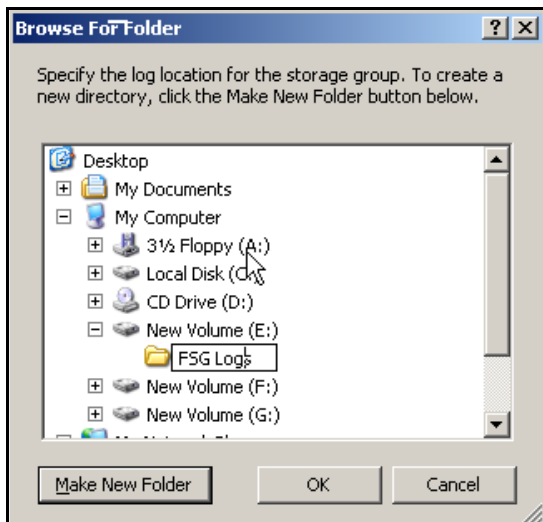 Browse For Folder
Specify the log location for the storage group. To create a
new directory, click the Make New Folder button below.
Desktop
My Documents
My Computer
3½ Floppy (A:)
Local Disk (C:)
CD Drive (D:)
New Volume (E:)
FSG Logs
New Volume (F:)
New Volume (G:)
Make New Folder OK Cancel